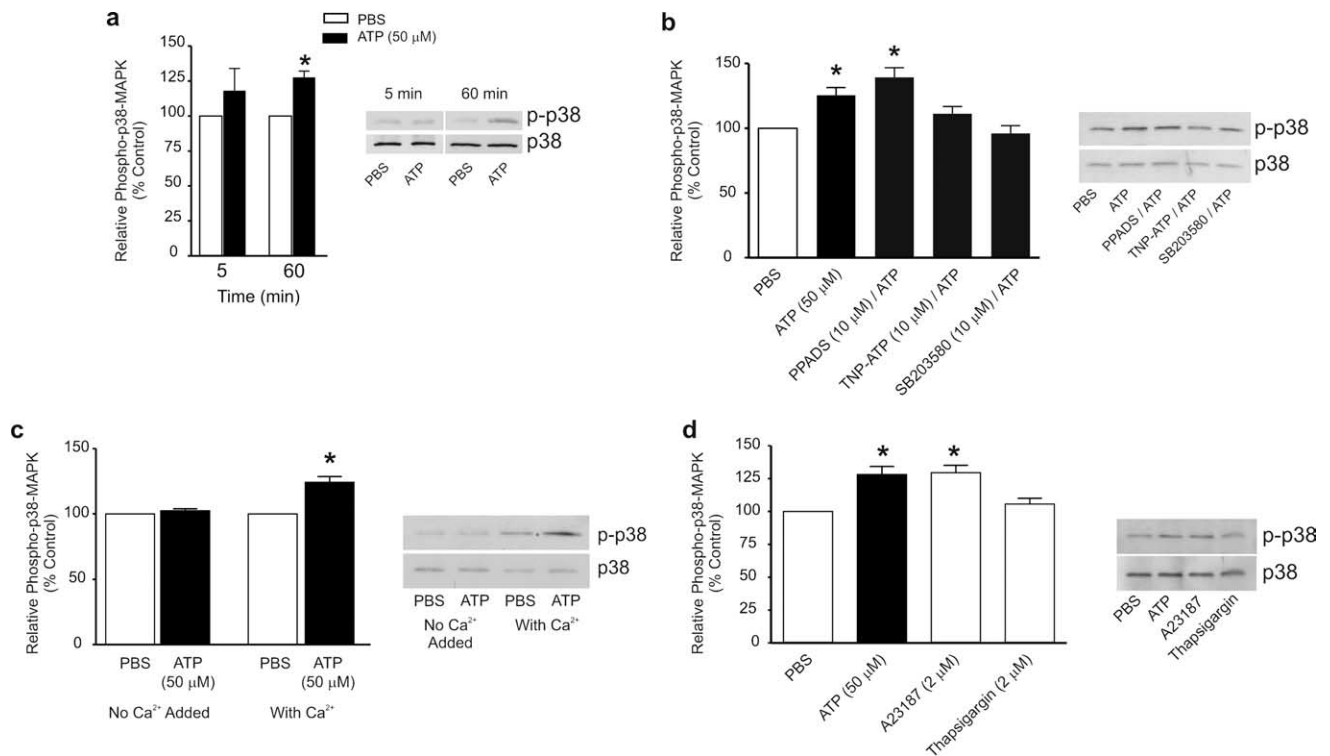 a
PBS
ATP (50 μM)
Relative Phospho-p38-MAPK
(% Control)
150
125
100
75
50
25
0
*
5
60
Time (min)
5 min
60 min
p-p38
p38
PBS
ATP
PBS
ATP
b
Relative Phospho-p38-MAPK
(% Control)
150
100
50
0
*
*
PBS
ATP (50 μM)
PPADS (10 μM) / ATP
TNP-ATP (10 μM) / ATP
SB203580 (10 μM) / ATP
p-p38
p38
PBS
ATP
PPADS / ATP
TNP-ATP / ATP
SB203580 / ATP
c
Relative Phospho-p38-MAPK
(% Control)
150
100
50
0
*
PBS
ATP
(50 μM)
PBS
ATP
(50 μM)
No Ca²⁺ Added
With Ca²⁺
p-p38
p38
PBS
ATP
PBS
ATP
No Ca²⁺
Added
With Ca²⁺
d
Relative Phospho-p38-MAPK
(% Control)
150
125
100
75
50
25
0
*
*
PBS
ATP (50 μM)
A23187 (2 μM)
Thapsigargin (2 μM)
p-p38
p38
PBS
ATP
A23187
Thapsigargin